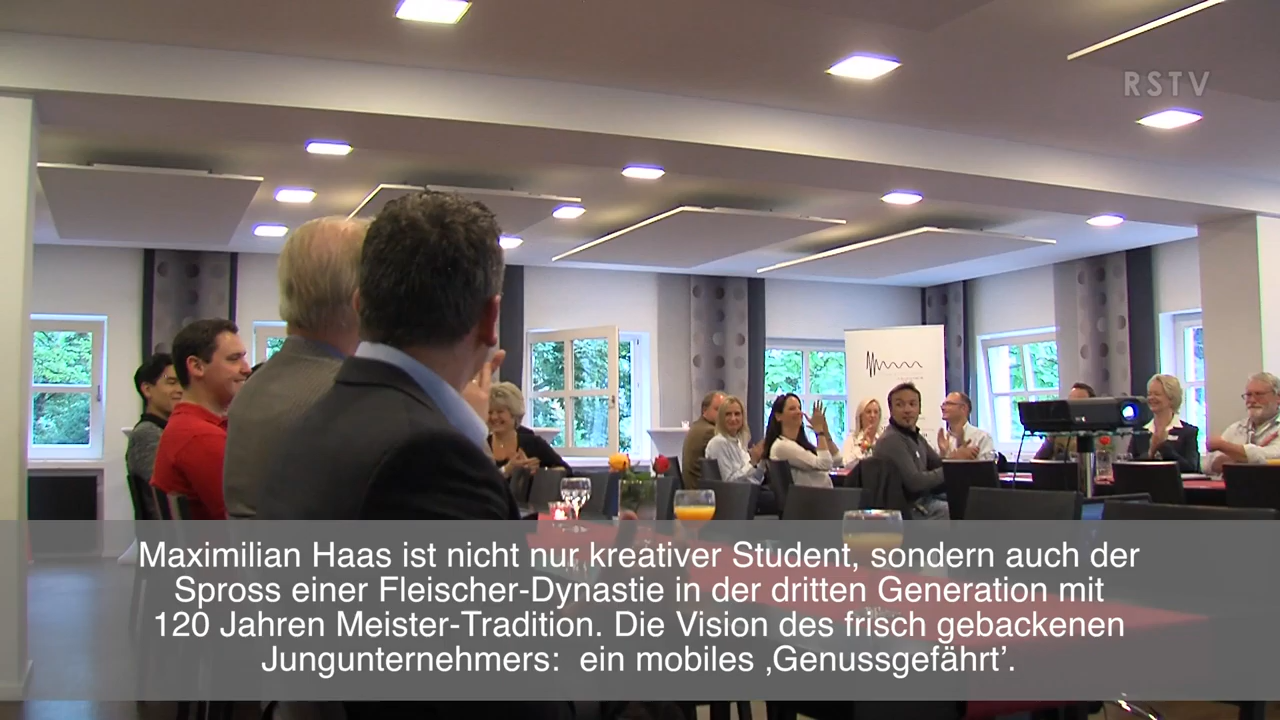 RSTV
Maximilian Haas ist nicht nur kreativer Student, sondern auch der
Spross einer Fleischer-Dynastie in der dritten Generation mit
120 Jahren Meister-Tradition. Die Vision des frisch gebackenen
Jungunternehmers:  ein mobiles ‚Genussgefährt’.